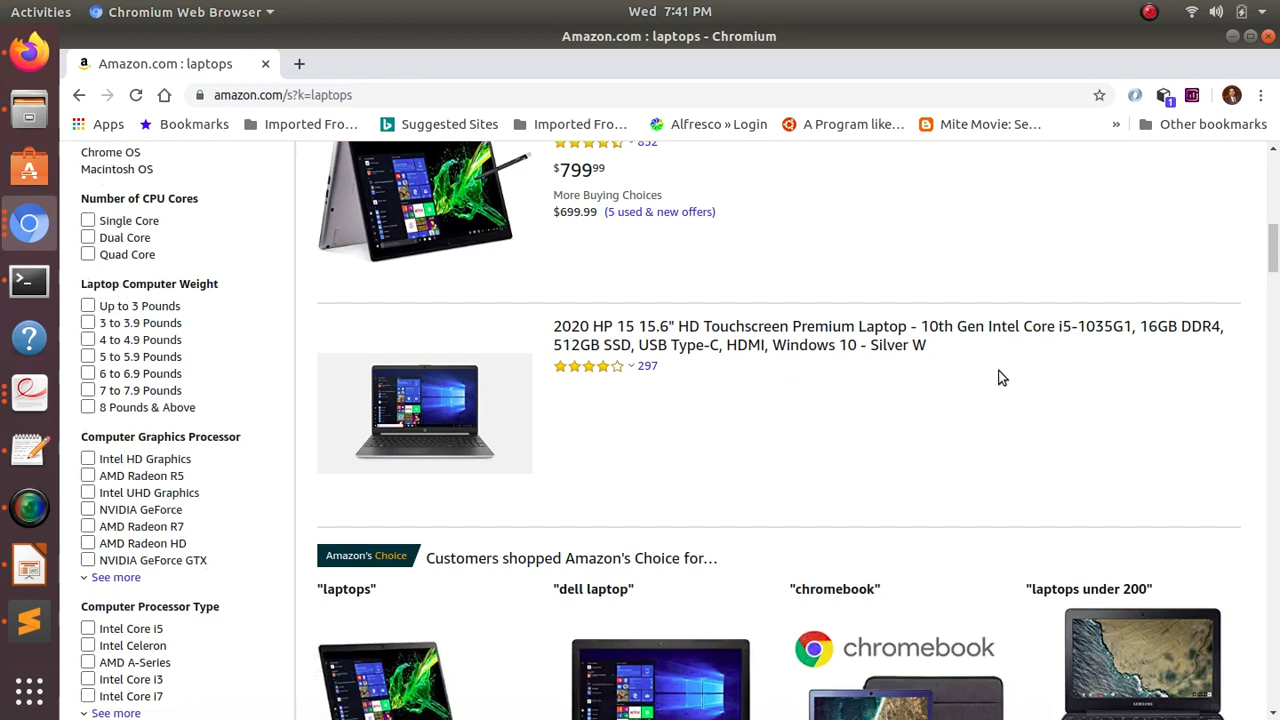 Activities Chromium Web Browser Wed 7:41 PM
Amazon.com : laptops - Chromium
Amazon.com : laptops
amazon.com/s?k=laptops
1
Apps Bookmarks Imported Fro... Suggested Sites Imported Fro... Alfresco » Login A Program like... Mite Movie: Se... » Other bookmarks
Chrome OS
Macintosh OS
Number of CPU Cores
Single Core
Dual Core
Quad Core
Laptop Computer Weight
Up to 3 Pounds
3 to 3.9 Pounds
4 to 4.9 Pounds
5 to 5.9 Pounds
6 to 6.9 Pounds
7 to 7.9 Pounds
8 Pounds & Above
Computer Graphics Processor
Intel HD Graphics
AMD Radeon R5
Intel UHD Graphics
NVIDIA GeForce
AMD Radeon R7
AMD Radeon HD
NVIDIA GeForce GTX
See more
Computer Processor Type
Intel Core I5
Intel Celeron
AMD A-Series
Intel Core I3
Intel Core I7
See more
852
$799.99
More Buying Choices
$699.99 (5 used & new offers)
2020 HP 15 15.6" HD Touchscreen Premium Laptop - 10th Gen Intel Core i5-1035G1, 16GB DDR4,
512GB SSD, USB Type-C, HDMI, Windows 10 - Silver W
297
Amazon's Choice Customers shopped Amazon's Choice for…
"laptops" "dell laptop" "chromebook" "laptops under 200"
chromebook
SAMSUNG